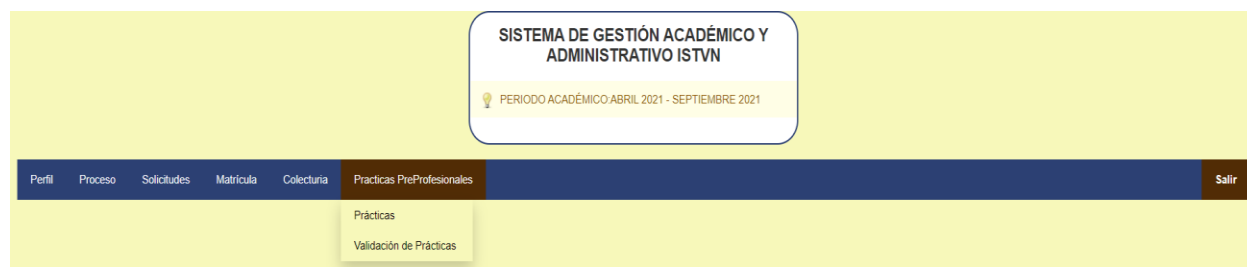 SISTEMA DE GESTIÓN ACADÉMICO Y
ADMINISTRATIVO ISTVN
PERIODO ACADÉMICO:ABRIL 2021 - SEPTIEMBRE 2021
Perfil Proceso Solicitudes Matrícula Colecturia Practicas PreProfesionales Salir
Prácticas
Validación de Prácticas